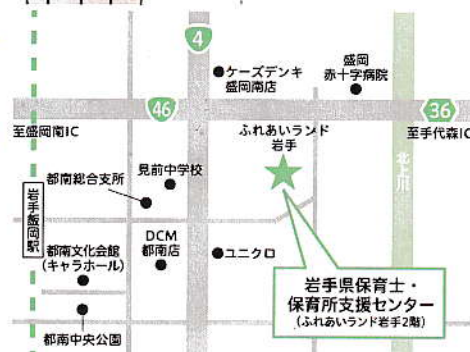 4
ケーズデンキ
盛岡南店
盛岡
赤十字病院
46
36
至盛岡南IC
ふれあいランド
岩手
至手代森IC
北上川
見前中学校
都南総合支所
岩手飯岡駅
DCM
都南店
ユニクロ
都南文化会館
(キャラホール)
岩手県保育士・
保育所支援センター
(ふれあいランド岩手2階)
都南中央公園